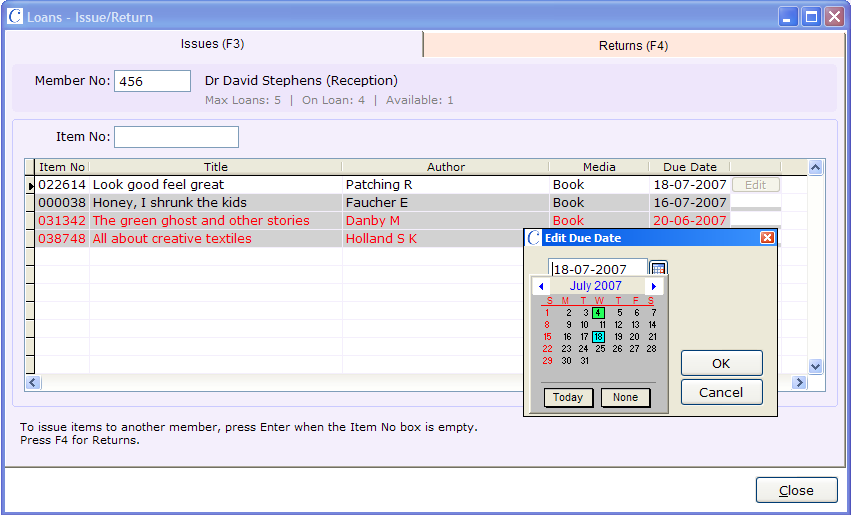 Loans - Issue/Return
Issues (F3)
Returns (F4)
Member No: 456 Dr David Stephens (Reception)
Max Loans: 5 | On Loan: 4 | Available: 1
Item No:
Item No Title Author Media Due Date
022614 Look good feel great Patching R Book 18-07-2007 Edit
000038 Honey, I shrunk the kids Faucher E Book 16-07-2007
031342 The green ghost and other stories Danby M Book 20-06-2007
038748 All about creative textiles Holland S K
Edit Due Date
18-07-2007
July 2007
S M T W T F S
1 2 3 4 5 6 7
8 9 10 11 12 13 14
15 16 17 18 19 20 21
22 23 24 25 26 27 28
29 30 31
Today None
OK
Cancel
To issue items to another member, press Enter when the Item No box is empty.
Press F4 for Returns.
Close